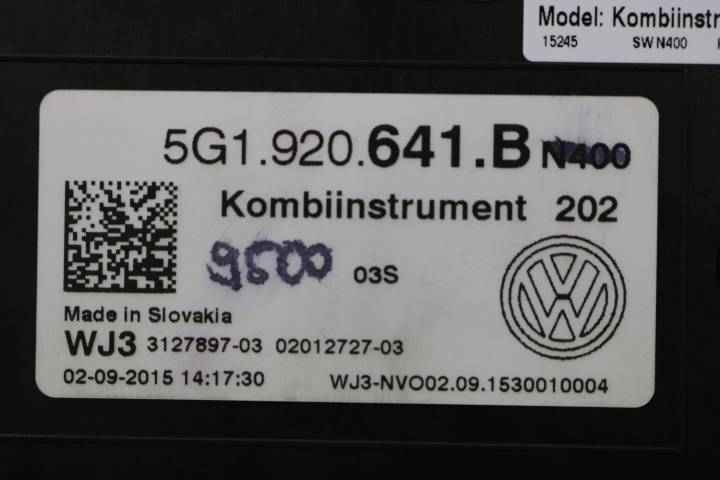 Model: Kombiinstr
15245 SW N400
5G1.920.641.B N400
Kombiinstrument 202
9500 03S
Made in Slovakia
WJ3 3127897-03 02012727-03
02-09-2015 14:17:30 WJ3-NVO02.09.1530010004